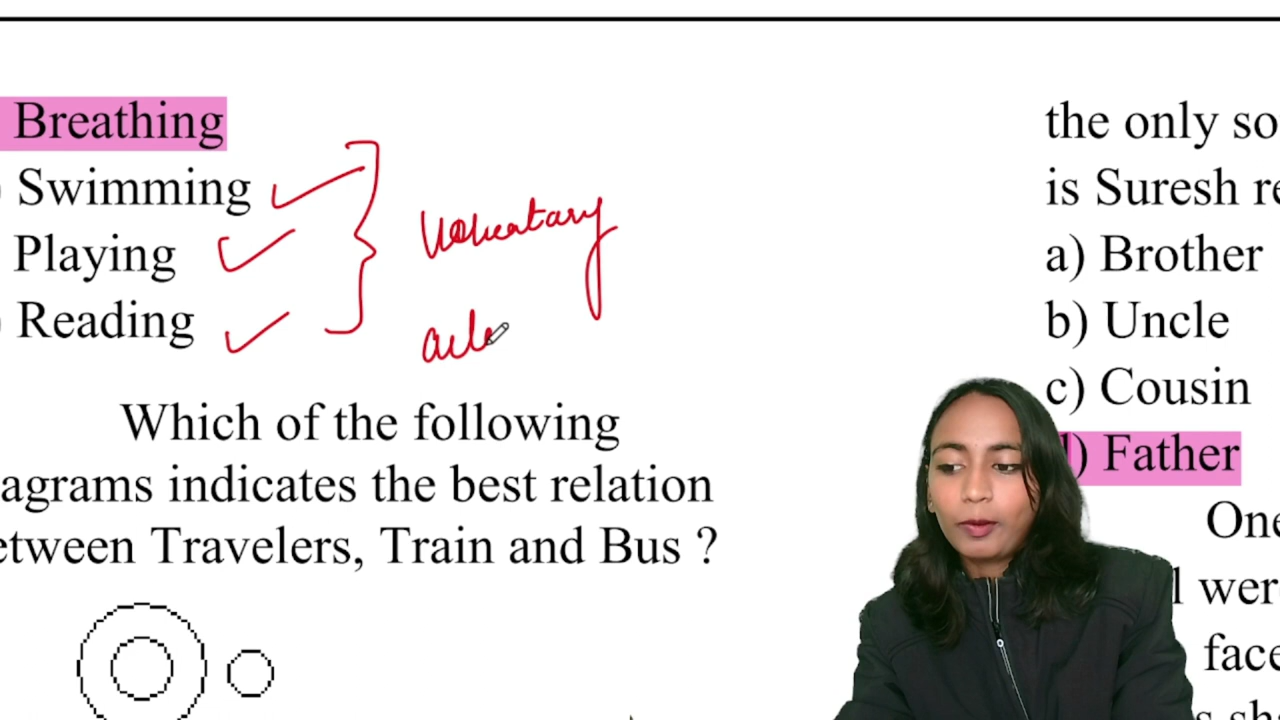 Breathing
Swimming
Playing
Reading
voluntary
Which of the following
agrams indicates the best relation
etween Travelers, Train and Bus ?
the only so
is Suresh re
a) Brother
b) Uncle
c) Cousin
d) Father
One
l wer
face